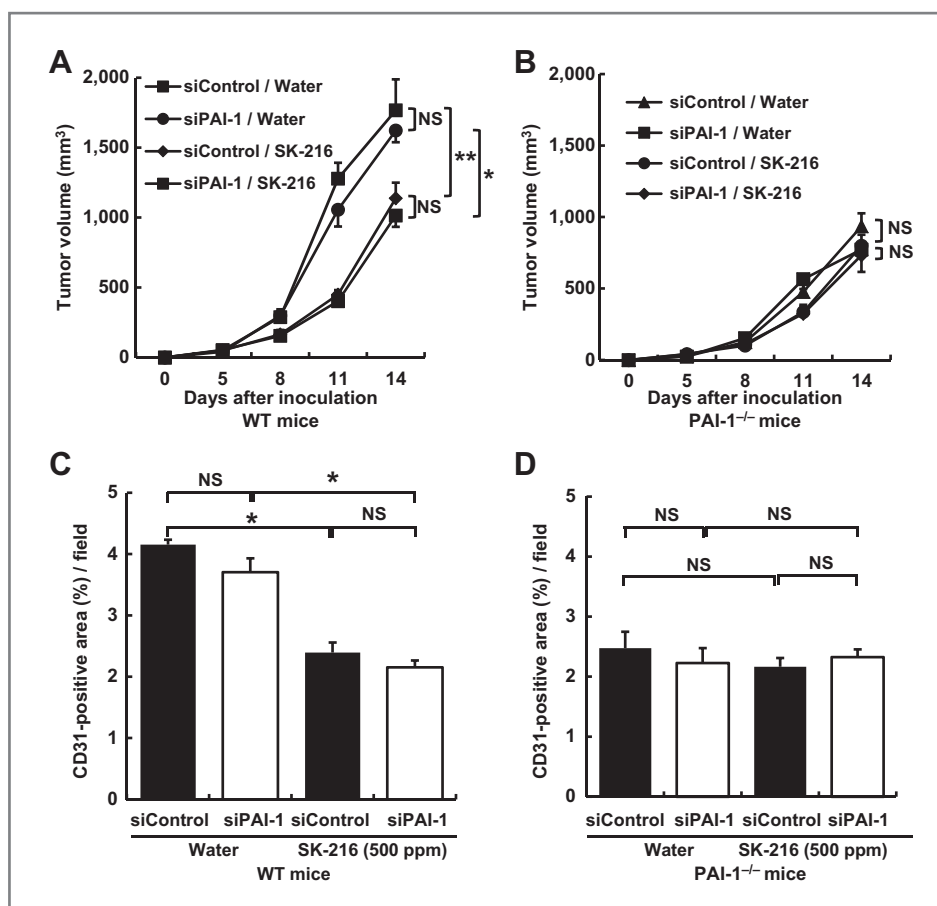 A
2,000
1,500
1,000
500
0
Tumor volume (mm³)
siControl / Water
siPAI-1 / Water
siControl / SK-216
siPAI-1 / SK-216
NS
NS
**
*
0 5 8 11 14
Days after inoculation
WT mice
B
2,000
1,500
1,000
500
0
Tumor volume (mm³)
siControl / Water
siPAI-1 / Water
siControl / SK-216
siPAI-1 / SK-216
NS
NS
0 5 8 11 14
Days after inoculation
PAI-1⁻/⁻ mice
C
5
4
3
2
1
0
CD31-positive area (%) / field
NS *
* NS
siControl siPAI-1 siControl siPAI-1
Water SK-216 (500 ppm)
WT mice
D
5
4
3
2
1
0
CD31-positive area (%) / field
NS NS
NS NS
siControl siPAI-1 siControl siPAI-1
Water SK-216 (500 ppm)
PAI-1⁻/⁻ mice